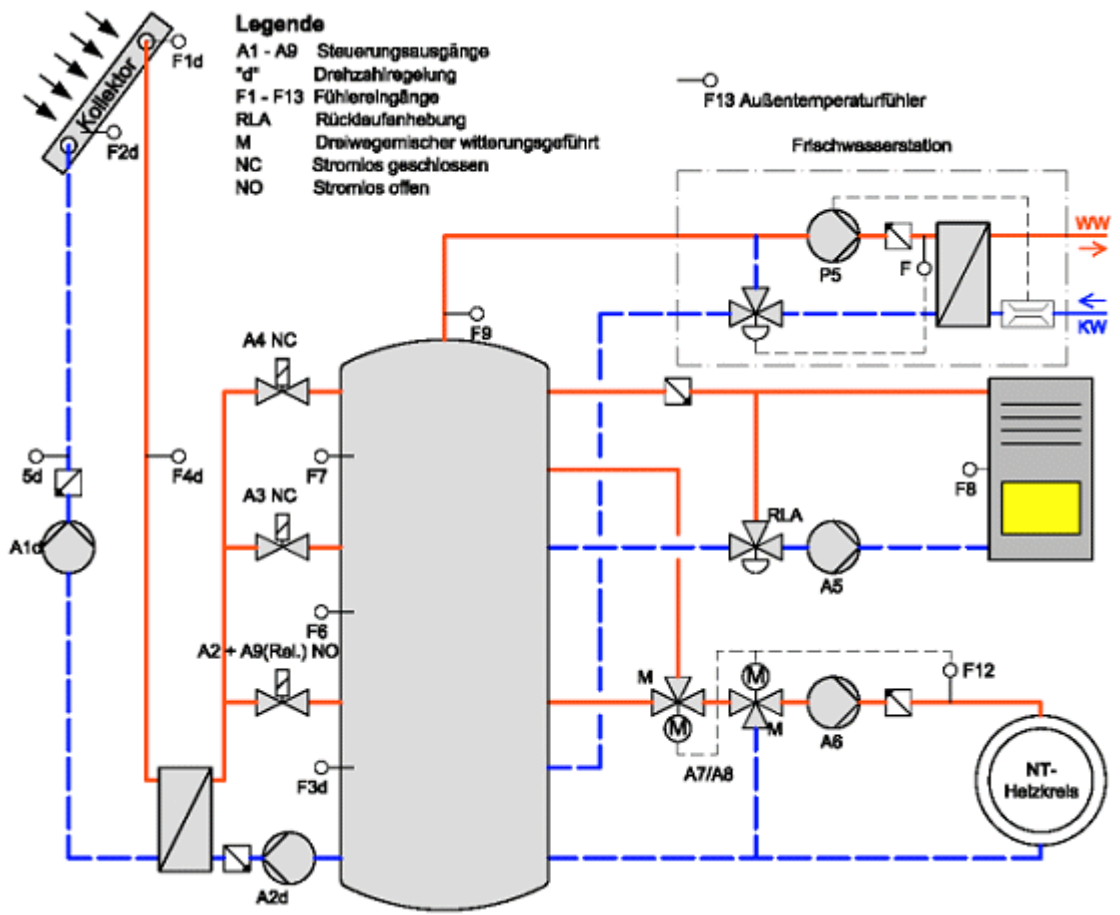 Legende
A1 - A9 Steuerungsausgänge
"d" Drehzahlregelung
F1 - F13 Fühlereingänge
RLA Rücklaufanhebung
M Dreiwegemischer witterungsgeführt
NC Stromlos geschlossen
NO Stromlos offen
F1d
Kollektor
F2d
F13 Außentemperaturfühler
Frischwasserstation
WW
P5
F
KW
F9
A4 NC
5d
F4d
F7
F8
A3 NC
RLA
A1d
A5
F6
A2 + A9(Rel.) NO
M
M
F12
M
M
A6
A7/A8
F3d
NT-
Heizkreis
A2d